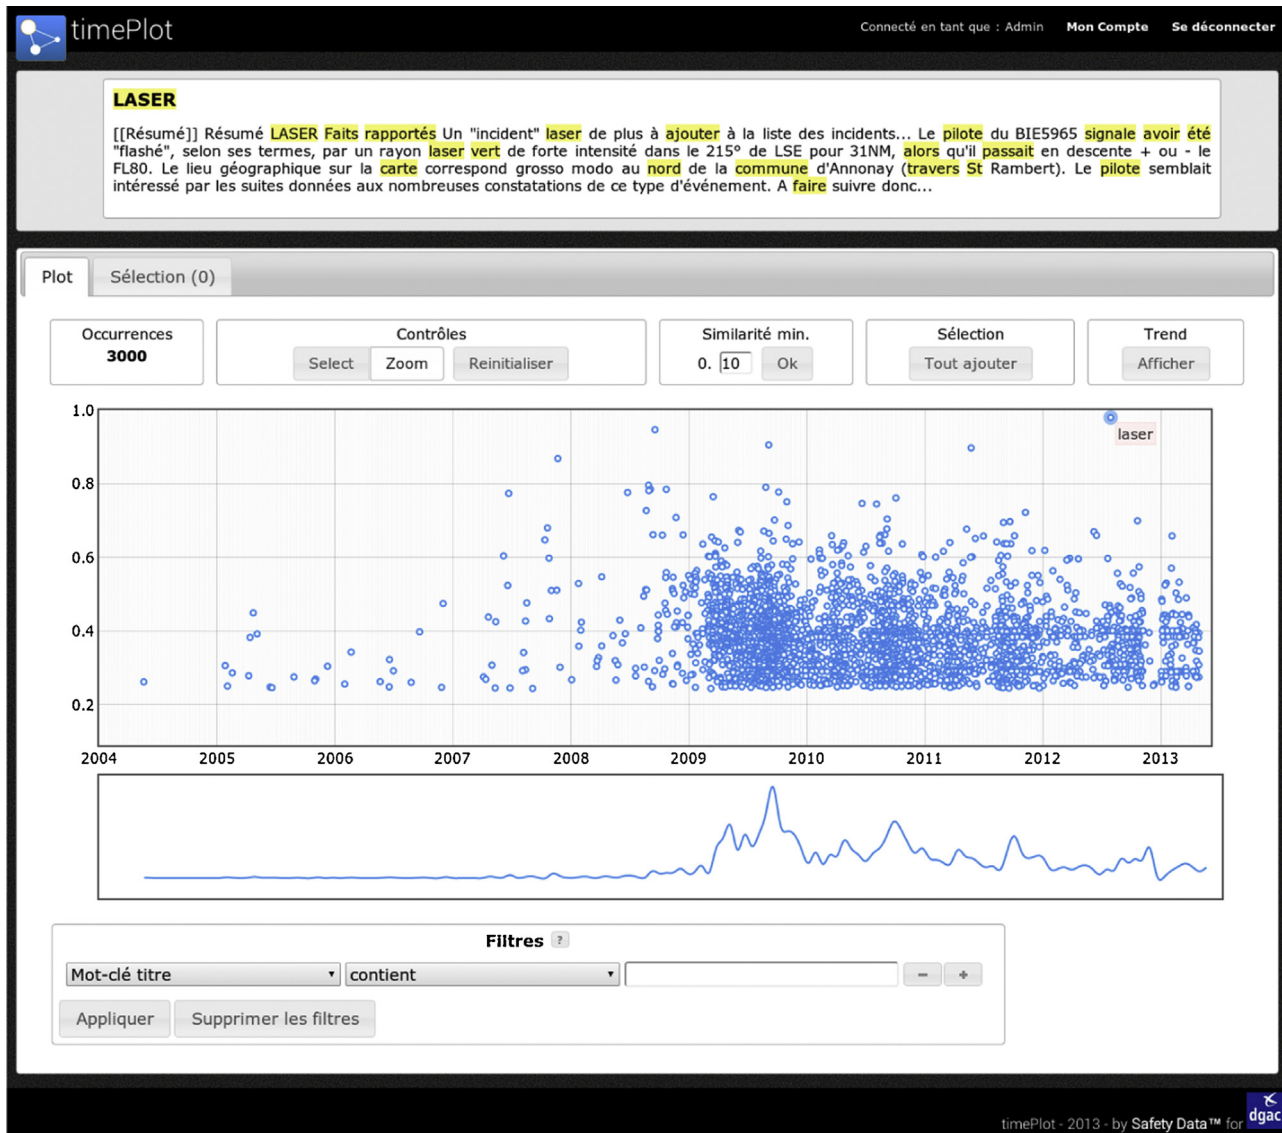 timePlot
Connecté en tant que : Admin Mon Compte Se déconnecter
LASER
[[Résumé]] Résumé LASER Faits rapportés Un "incident" laser de plus à ajouter à la liste des incidents... Le pilote du BIE5965 signale avoir été
"flashé", selon ses termes, par un rayon laser vert de forte intensité dans le 215° de LSE pour 31NM, alors qu'il passait en descente + ou - le
FL80. Le lieu géographique sur la carte correspond grosso modo au nord de la commune d'Annonay (travers St Rambert). Le pilote semblait
intéressé par les suites données aux nombreuses constatations de ce type d'événement. A faire suivre donc...
Plot Sélection (0)
Occurrences Contrôles Similarité min. Sélection Trend
3000 Select Zoom Reinitialiser 0. 10 Ok Tout ajouter Afficher
1.0
laser
0.8
0.6
0.4
0.2
2004 2005 2006 2007 2008 2009 2010 2011 2012 2013
Filtres ?
Mot-clé titre contient - +
Appliquer Supprimer les filtres
timePlot - 2013 - by Safety Data™ for dgac